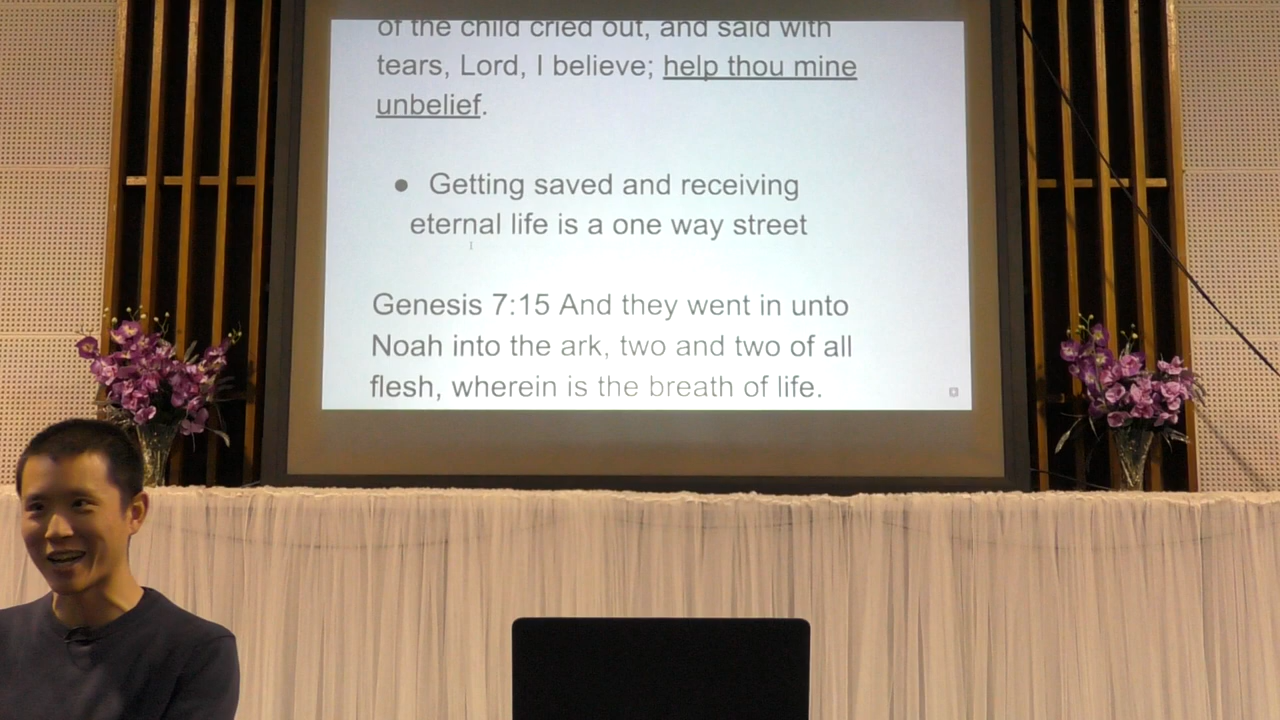 of the child cried out, and said with
tears, Lord, I believe; help thou mine
unbelief.
● Getting saved and receiving
eternal life is a one way street
Genesis 7:15 And they went in unto
Noah into the ark, two and two of all
flesh, wherein is the breath of life.